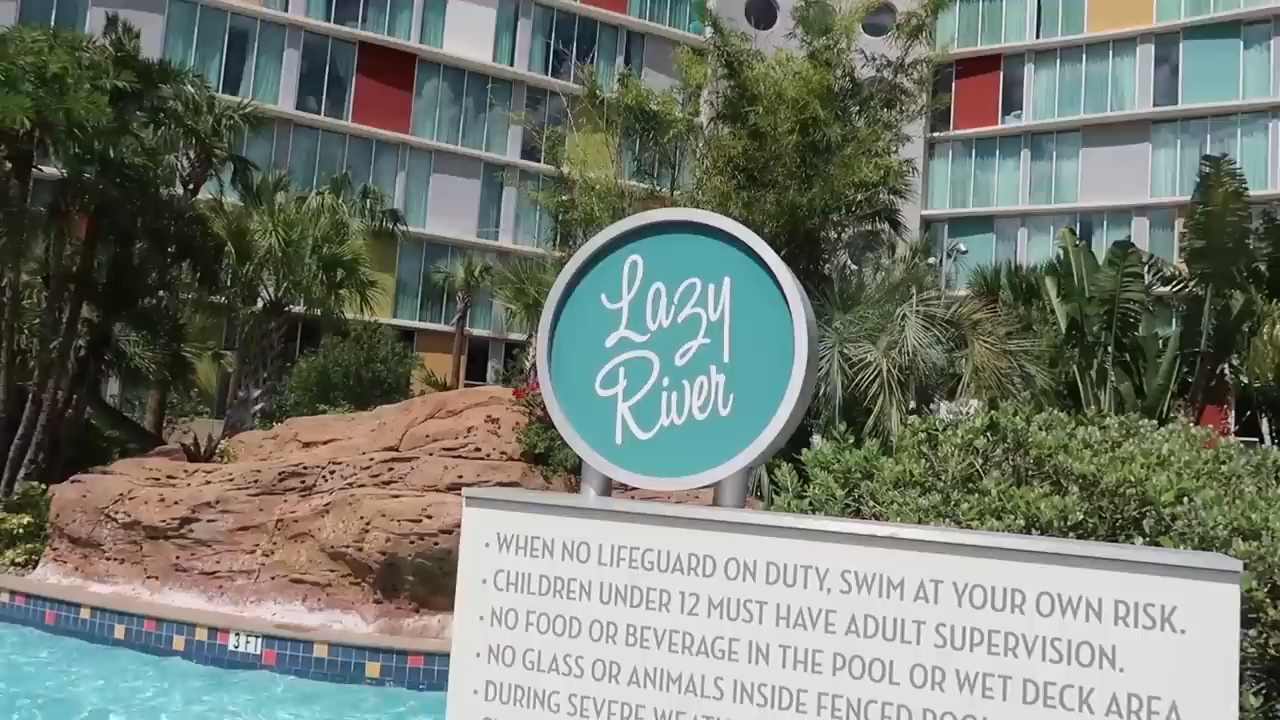 Lazy
River
• WHEN NO LIFEGUARD ON DUTY, SWIM AT YOUR OWN RISK.
• CHILDREN UNDER 12 MUST HAVE ADULT SUPERVISION.
• NO FOOD OR BEVERAGE IN THE POOL OR WET DECK AREA.
• NO GLASS OR ANIMALS INSIDE FENCED
• DURING SEVERE
3 FT